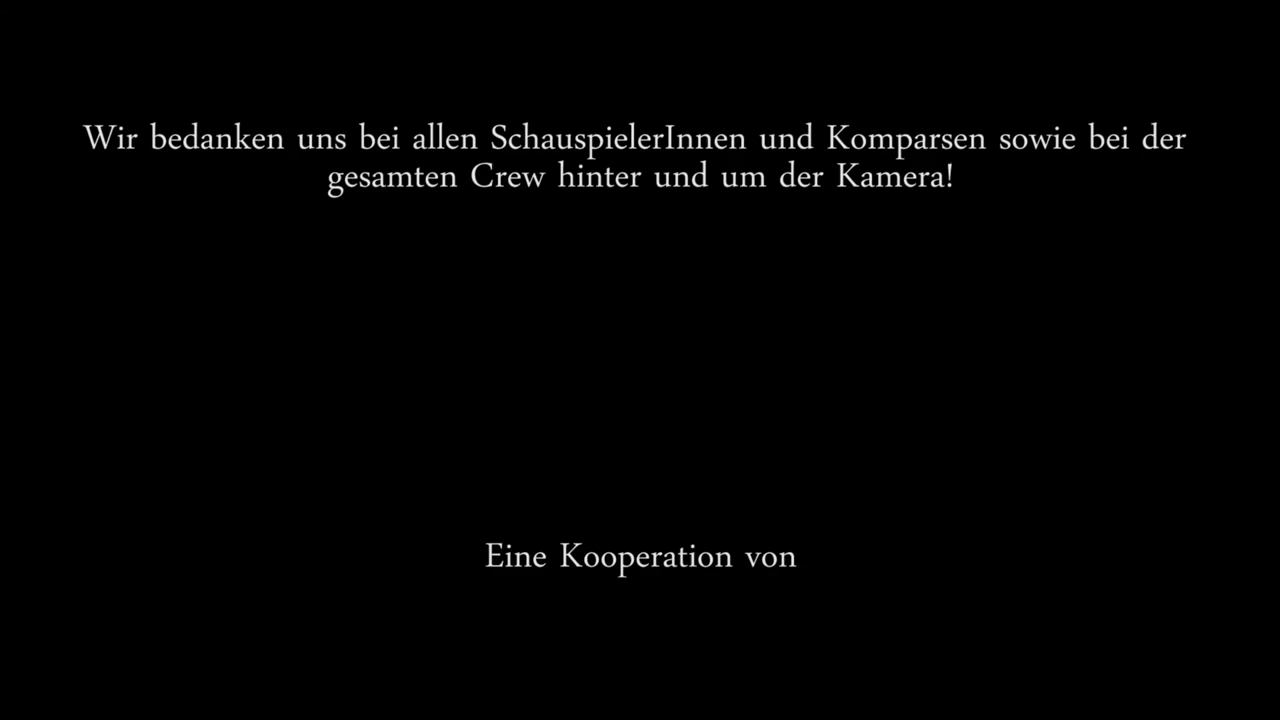 Wir bedanken uns bei allen SchauspielerInnen und Komparsen sowie bei der
gesamten Crew hinter und um der Kamera!
Eine Kooperation von